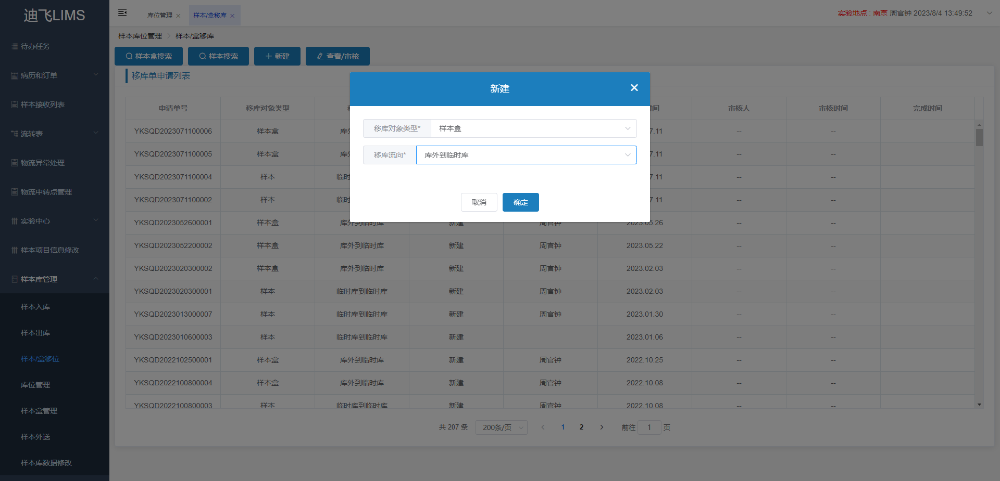 迪飞LIMS
待办任务
病历和订单
样本接收列表
流转表
物流异常处理
物流中转点管理
实验中心
样本项目信息修改
样本库管理
样本入库
样本出库
样本/盒移位
库位管理
样本盒管理
样本外送
样本库数据修改
库位管理 样本/盒移库
实验地点 : 南京 周官钟 2023/8/4 13:49:52
样本库位管理 样本/盒移库
样本盒搜索 样本搜索 新建 查看/审核
移库单申请列表
新建
移库对象类型* 样本盒
移库流向* 库外到临时库
取消 确定
申请单号 移库对象类型 间 审核人 审核时间 完成时间
YKSQD2023071100006 样本盒 库外 7.11 -- --
YKSQD2023071100005 样本盒 库外 7.11 -- --
YKSQD2023071100004 样本 临时 7.11 -- --
YKSQD2023071100002 样本 临时 7.11 -- --
YKSQD2023052600001 样本盒 库外到临时库 新建 周官钟 2023.05.26 -- --
YKSQD2023052200002 样本盒 库外到临时库 新建 周官钟 2023.05.22 -- --
YKSQD2023020300002 样本盒 库外到临时库 新建 周官钟 2023.02.03 -- --
YKSQD2023020300001 样本 临时库到临时库 新建 周官钟 2023.02.03 -- --
YKSQD2023013000007 样本 临时库到临时库 新建 周官钟 2023.01.30 -- --
YKSQD2023010600003 样本 临时库到临时库 新建 2023.01.06 -- --
YKSQD2022102500001 样本盒 库外到临时库 新建 周官钟 2022.10.25 -- --
YKSQD2022100800004 样本盒 库外到临时库 新建 周官钟 2022.10.08 -- --
YKSQD2022100800003 样本 临时库到临时库 新建 周官钟 2022.10.08 -- --
共 207 条 200条/页 1 2 前往 1 页